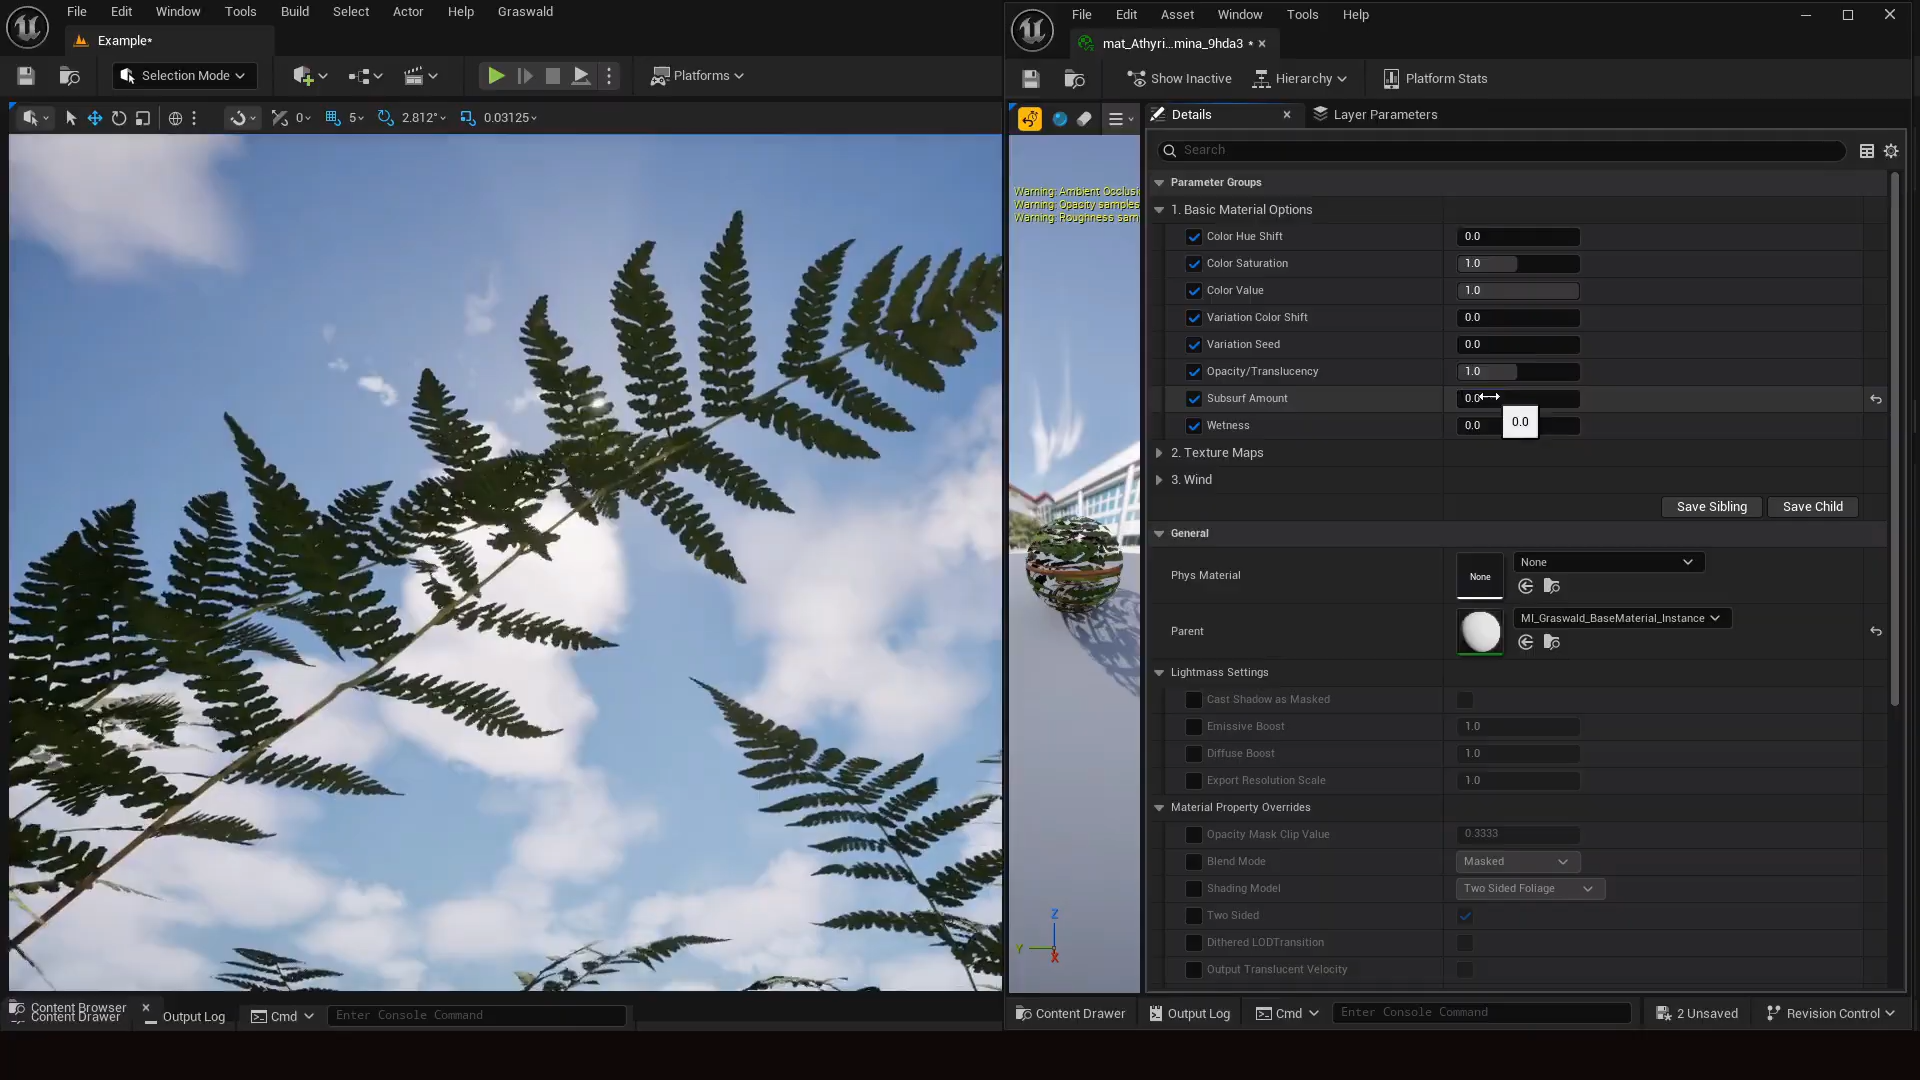 File Edit Window Tools Build Select Actor Help Graswald
Example*
Selection Mode
Platforms
0
5
2.812°
0.03125
File Edit Asset Window Tools Help
mat_Athyri...mina_9hda3 *
Show Inactive
Hierarchy
Platform Stats
Details
Layer Parameters
Search
Warning: Ambient Occlusi
Warning: Opacity samples
Warning: Roughness sam
Parameter Groups
1. Basic Material Options
Color Hue Shift 0.0
Color Saturation 1.0
Color Value 1.0
Variation Color Shift 0.0
Variation Seed 0.0
Opacity/Translucency 1.0
Subsurf Amount 0.0
0.0
Wetness 0.0
2. Texture Maps
3. Wind
Save Sibling Save Child
General
Phys Material None None
Parent MI_Graswald_BaseMaterial_Instance
Lightmass Settings
Cast Shadow as Masked
Emissive Boost 1.0
Diffuse Boost 1.0
Export Resolution Scale 1.0
Material Property Overrides
Opacity Mask Clip Value 0.3333
Blend Mode Masked
Shading Model Two Sided Foliage
Two Sided
Dithered LODTransition
Output Translucent Velocity
Z
Y
X
Content Browser
Content Drawer
Output Log
Cmd
Enter Console Command
Content Drawer
Output Log
Cmd
Enter Console Command
2 Unsaved
Revision Control